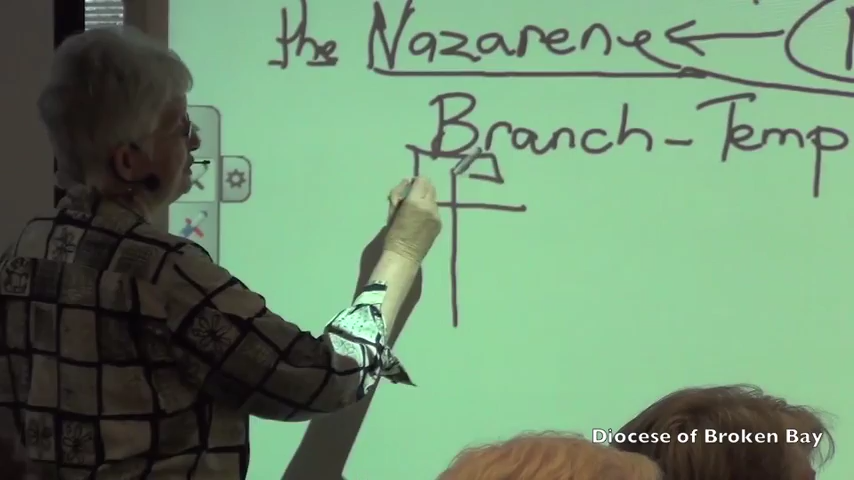 the Nazarene ←
Branch - Temp
Diocese of Broken Bay